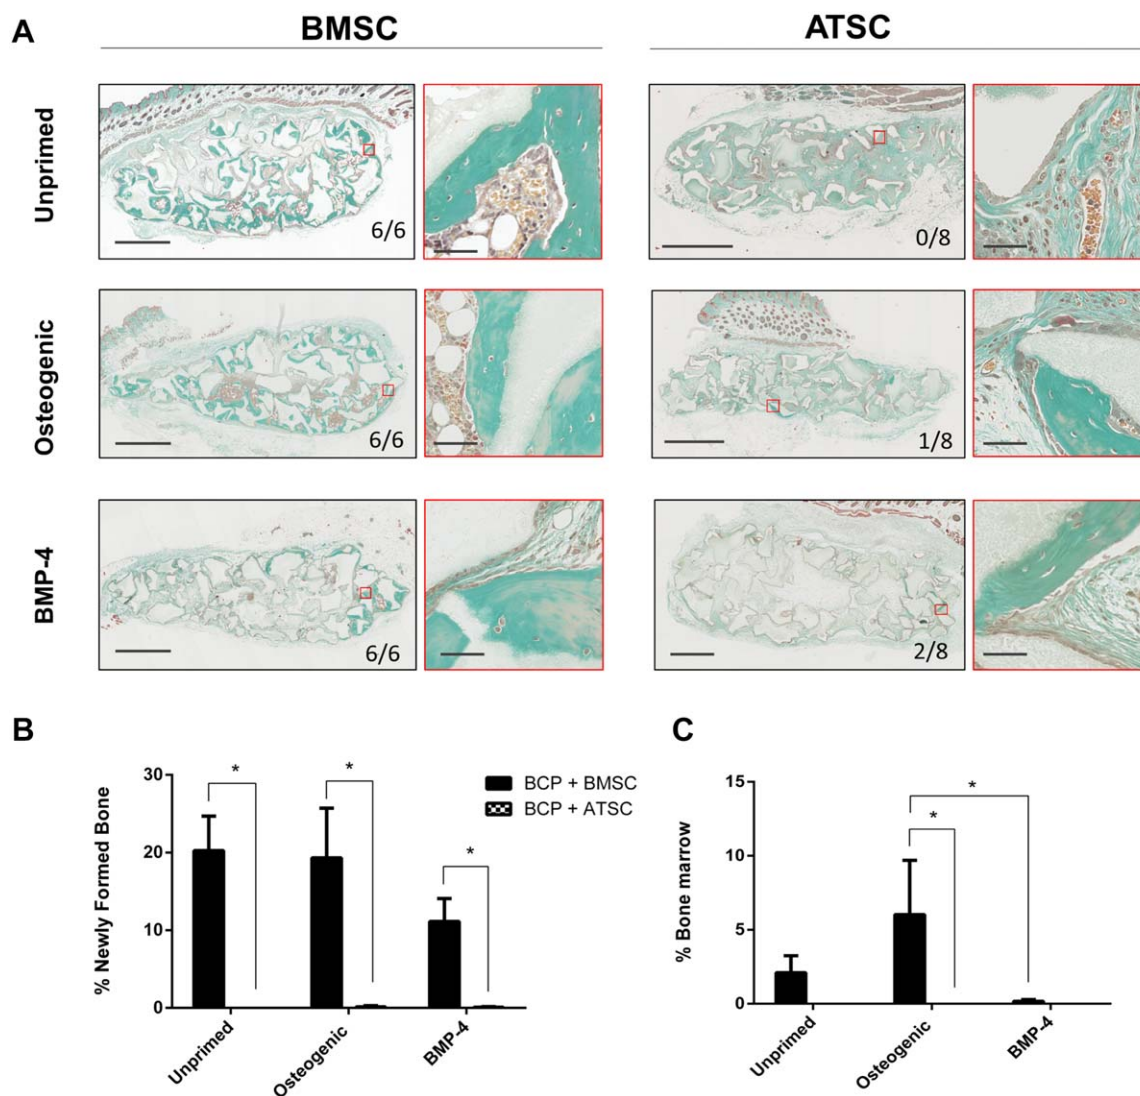 A
BMSC
ATSC
Unprimed
6/6
0/8
Osteogenic
6/6
1/8
BMP-4
6/6
2/8
B
% Newly Formed Bone
30
20
10
0
*
*
*
BCP + BMSC
BCP + ATSC
Unprimed
Osteogenic
BMP-4
C
% Bone marrow
15
10
5
0
*
*
Unprimed
Osteogenic
BMP-4